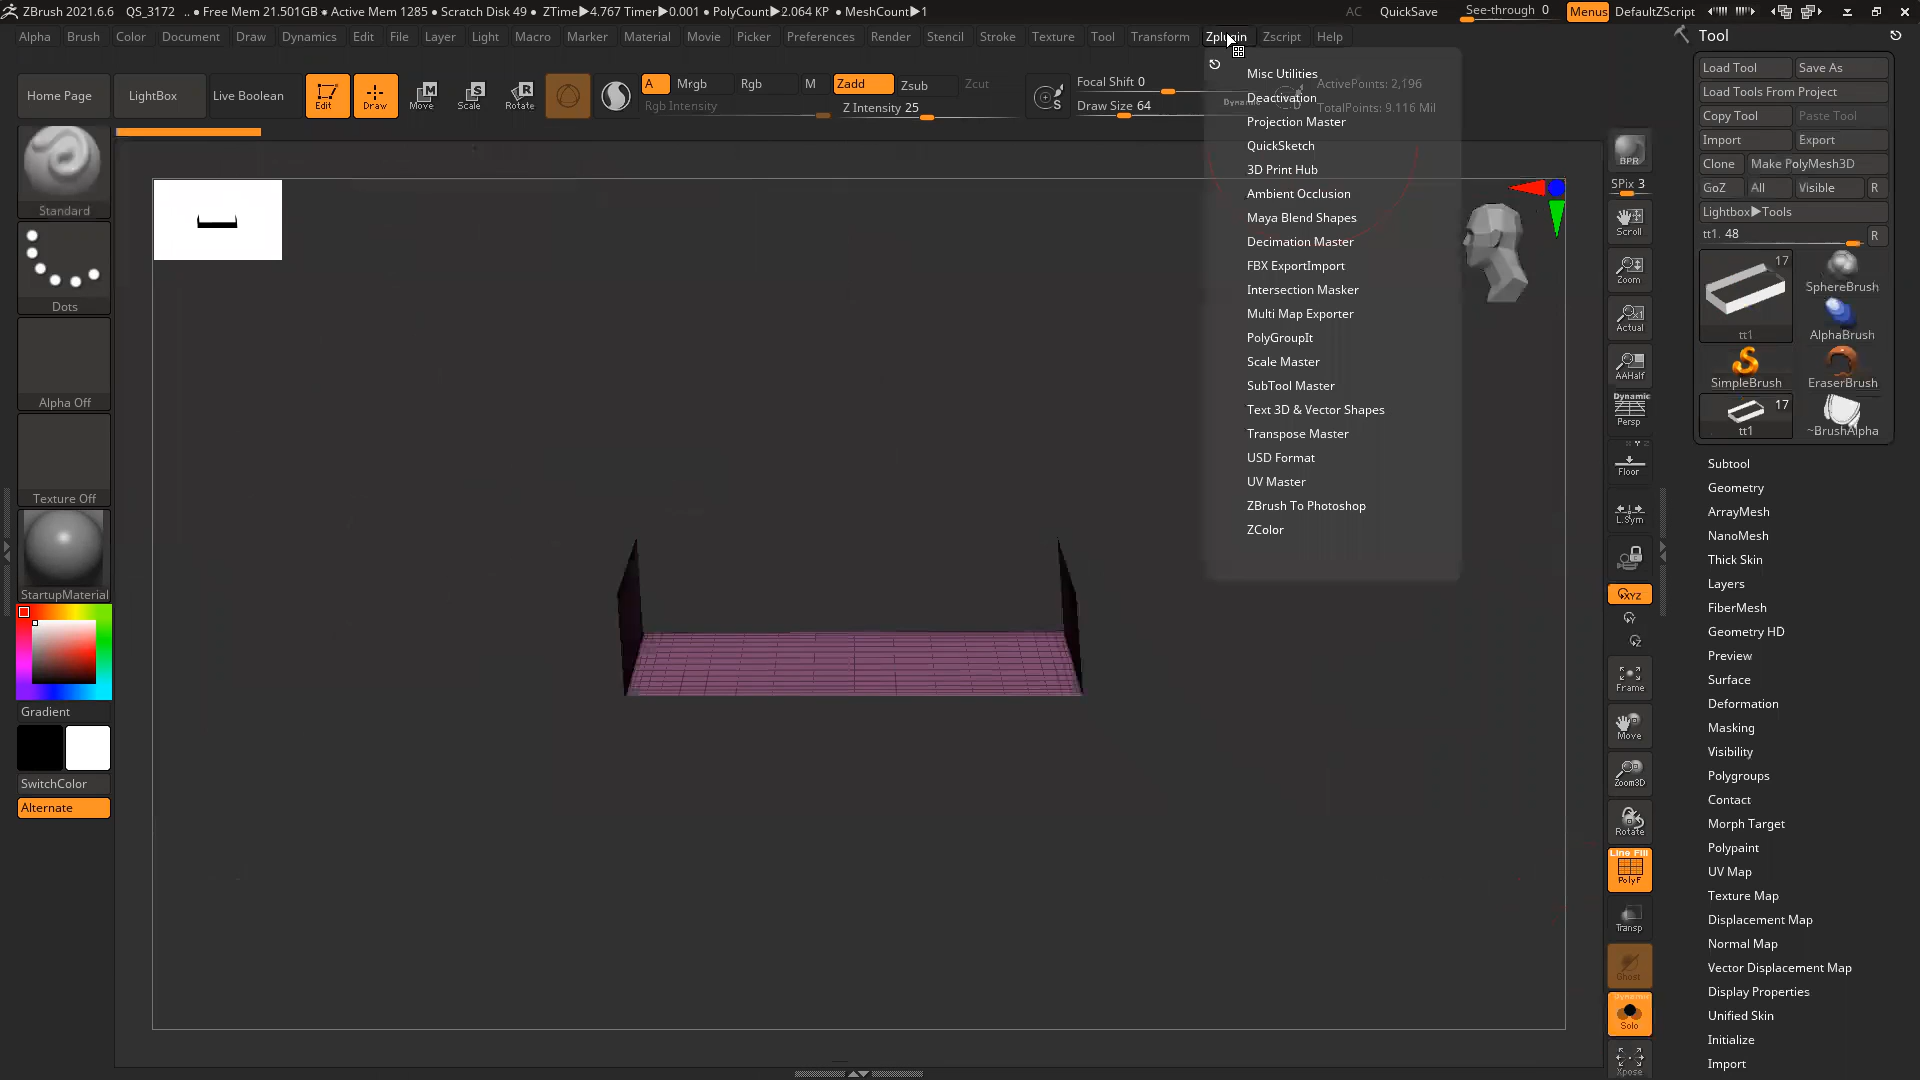 ZBrush 2021.6.6 QS_3172 .. • Free Mem 21.501GB • Active Mem 1285 • Scratch Disk 49 • ZTime▶4.767 Timer▶0.001 • PolyCount▶2.064 KP • MeshCount▶1
AC QuickSave See-through 0 Menus DefaultZScript
Alpha Brush Color Document Draw Dynamics Edit File Layer Light Macro Marker Material Movie Picker Preferences Render Stencil Stroke Texture Tool Transform Zplugin Zscript Help
Home Page LightBox Live Boolean Edit Draw Move Scale Rotate
A Mrgb Rgb M Zadd Zsub Zcut
Rgb Intensity Z Intensity 25
Focal Shift 0
Draw Size 64
ActivePoints: 2,196
TotalPoints: 9.116 Mil
Misc Utilities
Deactivation
Projection Master
QuickSketch
3D Print Hub
Ambient Occlusion
Maya Blend Shapes
Decimation Master
FBX ExportImport
Intersection Masker
Multi Map Exporter
PolyGroupIt
Scale Master
SubTool Master
Text 3D & Vector Shapes
Transpose Master
USD Format
UV Master
ZBrush To Photoshop
ZColor
Standard
Dots
Alpha Off
Texture Off
StartupMaterial
Gradient
SwitchColor
Alternate
BPR
SPix 3
Scroll
Zoom
Actual
AAHalf
Dynamic
Persp
Floor
L.Sym
XYZ
Y
Z
Frame
Move
Zoom3D
Rotate
Line Fill
PolyF
Transp
Ghost
Dynamic
Solo
Xpose
Tool
Load Tool Save As
Load Tools From Project
Copy Tool Paste Tool
Import Export
Clone Make PolyMesh3D
GoZ All Visible R
Lightbox▶Tools
tt1. 48 R
17
tt1
SphereBrush
AlphaBrush
SimpleBrush EraserBrush
17
tt1 ~BrushAlpha
Subtool
Geometry
ArrayMesh
NanoMesh
Thick Skin
Layers
FiberMesh
Geometry HD
Preview
Surface
Deformation
Masking
Visibility
Polygroups
Contact
Morph Target
Polypaint
UV Map
Texture Map
Displacement Map
Normal Map
Vector Displacement Map
Display Properties
Unified Skin
Initialize
Import